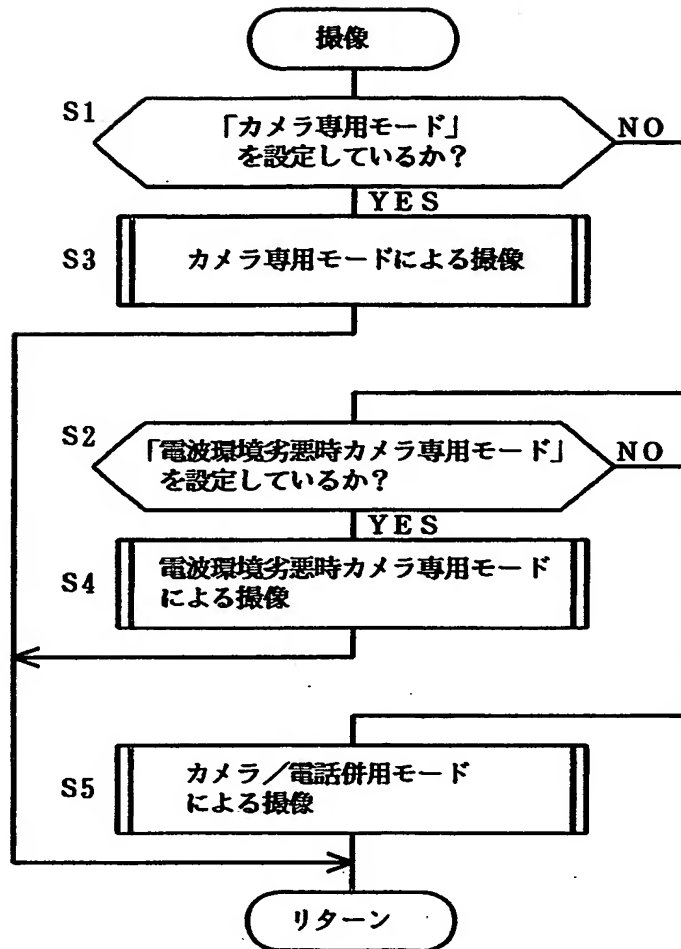 撮像
S1
「カメラ専用モード」
を設定しているか？
NO
YES
S3
カメラ専用モードによる撮像
S2
「電波環境劣悪時カメラ専用モード」
を設定しているか？
NO
YES
S4
電波環境劣悪時カメラ専用モード
による撮像
S5
カメラ／電話併用モード
による撮像
リターン